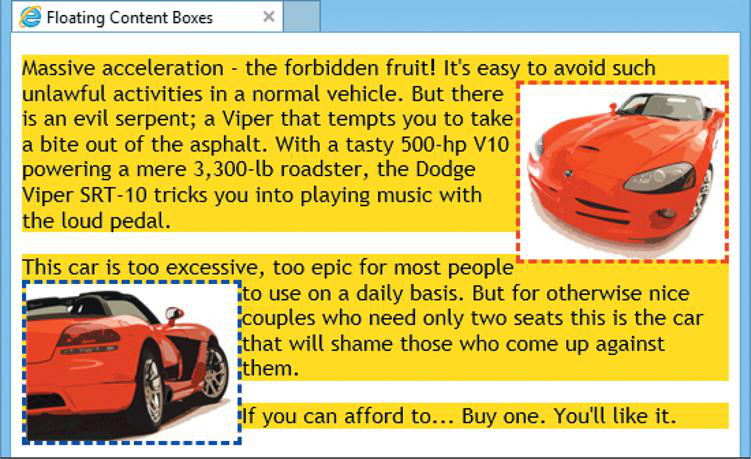 Floating Content Boxes
Massive acceleration - the forbidden fruit! It's easy to avoid such
unlawful activities in a normal vehicle. But there
is an evil serpent; a Viper that tempts you to take
a bite out of the asphalt. With a tasty 500-hp V10
powering a mere 3,300-lb roadster, the Dodge
Viper SRT-10 tricks you into playing music with
the loud pedal.
This car is too excessive, too epic for most people
to use on a daily basis. But for otherwise nice
couples who need only two seats this is the car
that will shame those who come up against
them.
If you can afford to... Buy one. You'll like it.